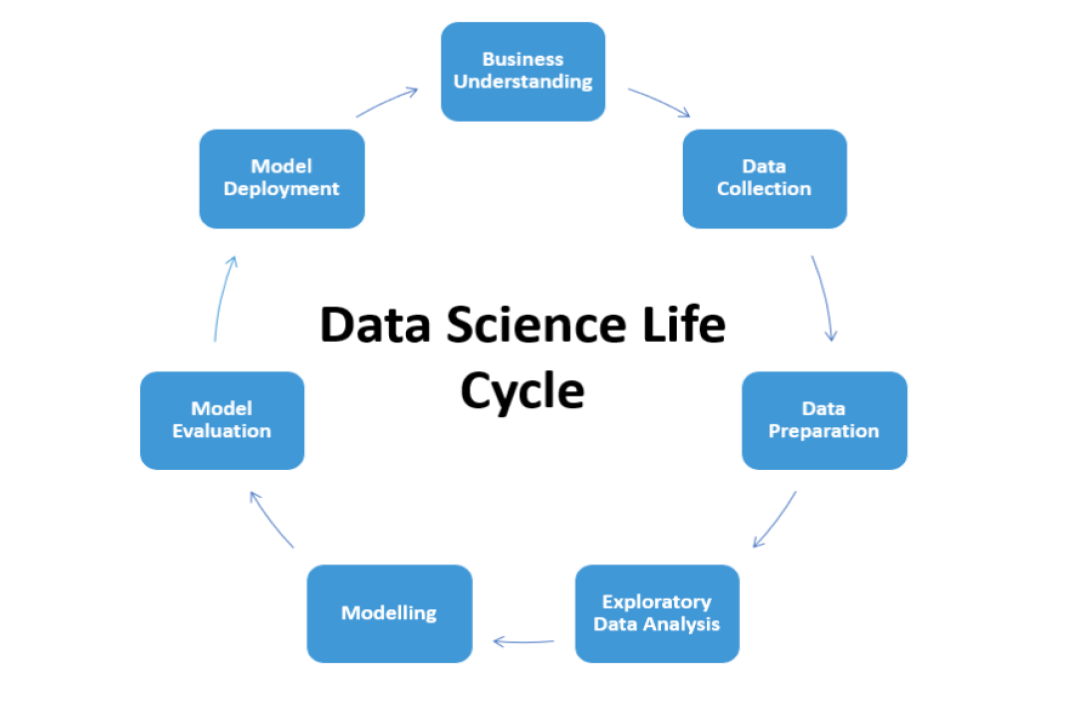 Business
Understanding
Data
Collection
Data
Preparation
Exploratory
Data Analysis
Modelling
Model
Evaluation
Model
Deployment
Data Science Life
Cycle